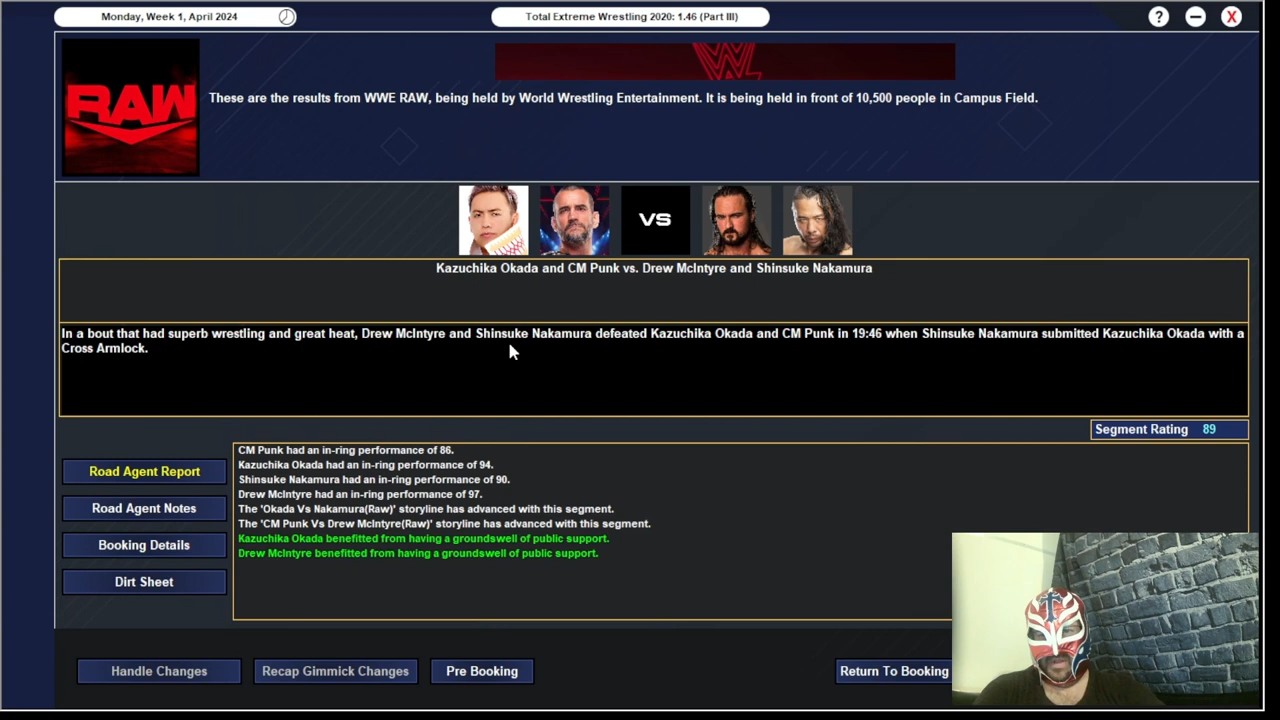 Monday, Week 1, April 2024
Total Extreme Wrestling 2020: 1.46 (Part III)
?
X
RAW
These are the results from WWE RAW, being held by World Wrestling Entertainment. It is being held in front of 10,500 people in Campus Field.
VS
Kazuchika Okada and CM Punk vs. Drew McIntyre and Shinsuke Nakamura
In a bout that had superb wrestling and great heat, Drew McIntyre and Shinsuke Nakamura defeated Kazuchika Okada and CM Punk in 19:46 when Shinsuke Nakamura submitted Kazuchika Okada with a
Cross Armlock.
Segment Rating 89
Road Agent Report
Road Agent Notes
Booking Details
Dirt Sheet
CM Punk had an in-ring performance of 86.
Kazuchika Okada had an in-ring performance of 94.
Shinsuke Nakamura had an in-ring performance of 90.
Drew McIntyre had an in-ring performance of 97.
The 'Okada Vs Nakamura(Raw)' storyline has advanced with this segment.
The 'CM Punk Vs Drew McIntyre(Raw)' storyline has advanced with this segment.
Kazuchika Okada benefitted from having a groundswell of public support.
Drew McIntyre benefitted from having a groundswell of public support.
Handle Changes
Recap Gimmick Changes
Pre Booking
Return To Booking